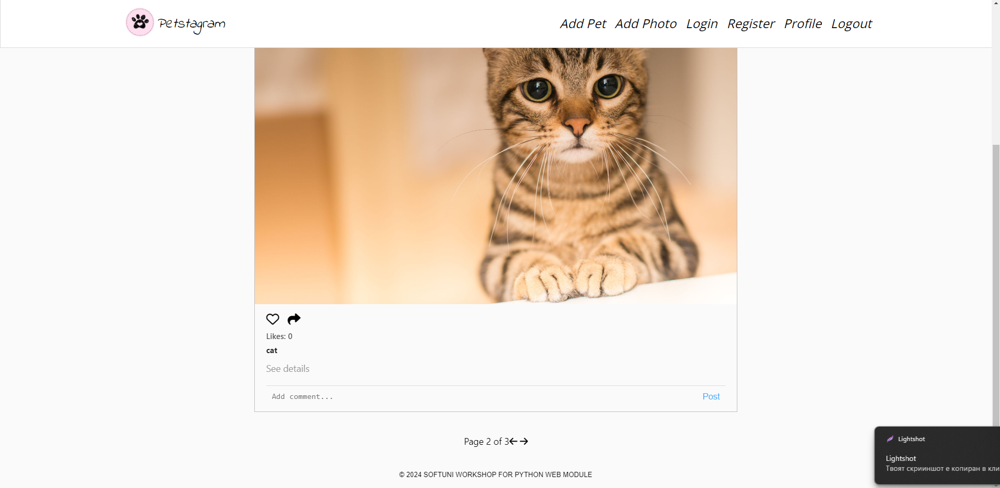 Petstagram
Add Pet Add Photo Login Register Profile Logout
Likes: 0
cat
See details
Add comment...
Post
Page 2 of 3
© 2024 SOFTUNI WORKSHOP FOR PYTHON WEB MODULE
Lightshot
Lightshot
Твоят скрииншот е копиран в кли